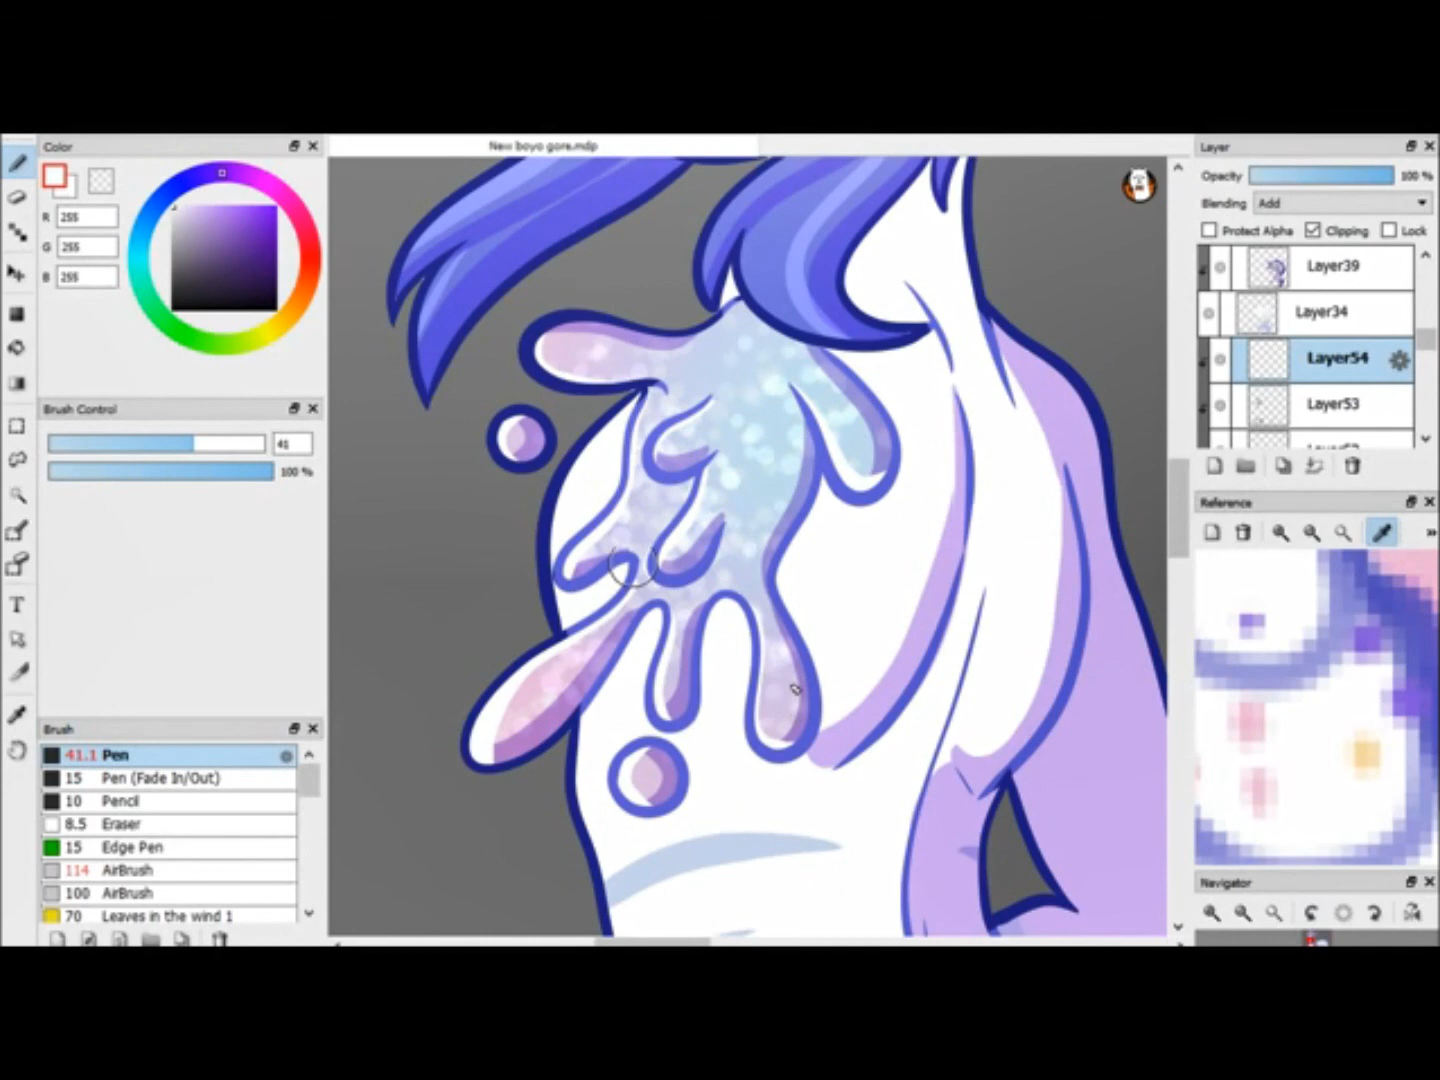 Color
New boyo gore.mdp
Layer
R 255
G 255
B 255
Opacity 100 %
Blending Add
Protect Alpha Clipping Lock
Layer39
Layer34
Layer54
Layer53
Brush Control
41
100 %
Reference
T
Brush
41.1 Pen
15 Pen (Fade In/Out)
10 Pencil
8.5 Eraser
15 Edge Pen
114 AirBrush
100 AirBrush
70 Leaves in the wind 1
Navigator